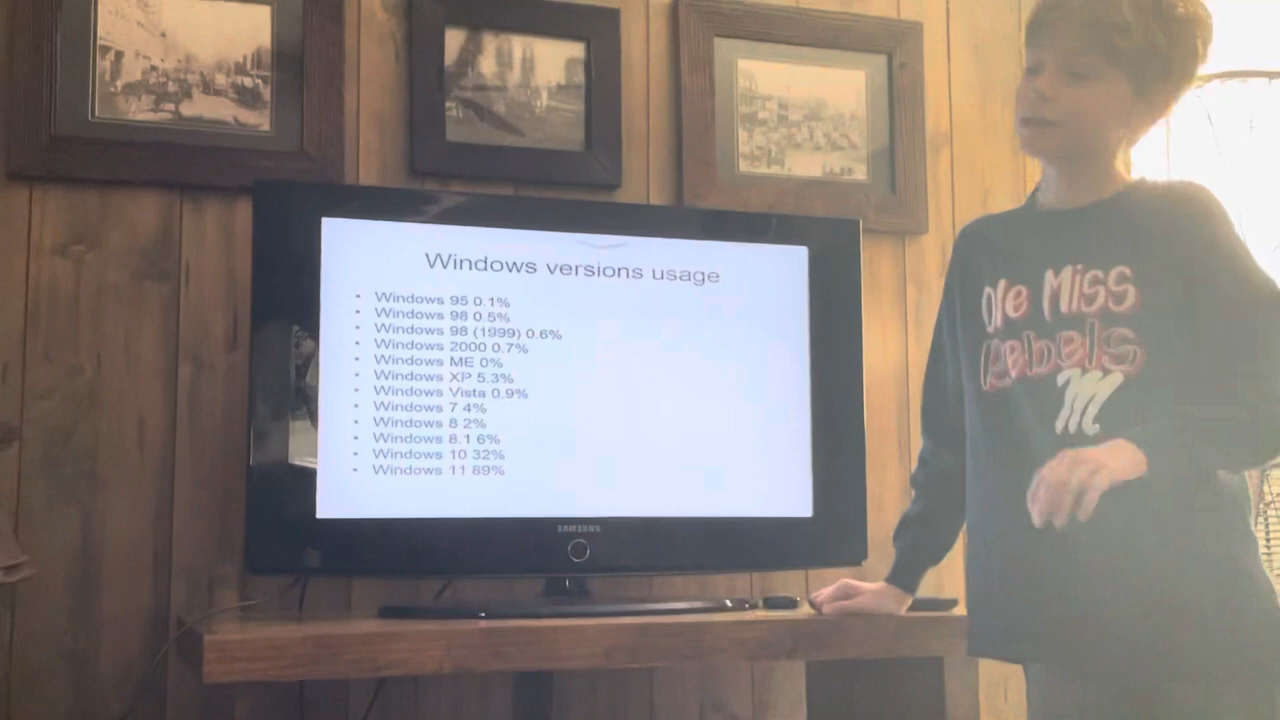 Windows versions usage
• Windows 95 0.1%
• Windows 98 0.5%
• Windows 98 (1999) 0.6%
• Windows 2000 0.7%
• Windows ME 0%
• Windows XP 5.3%
• Windows Vista 0.9%
• Windows 7 4%
• Windows 8 2%
• Windows 8.1 6%
• Windows 10 32%
• Windows 11 89%
SAMSUNG
Ole Miss
Rebels
M